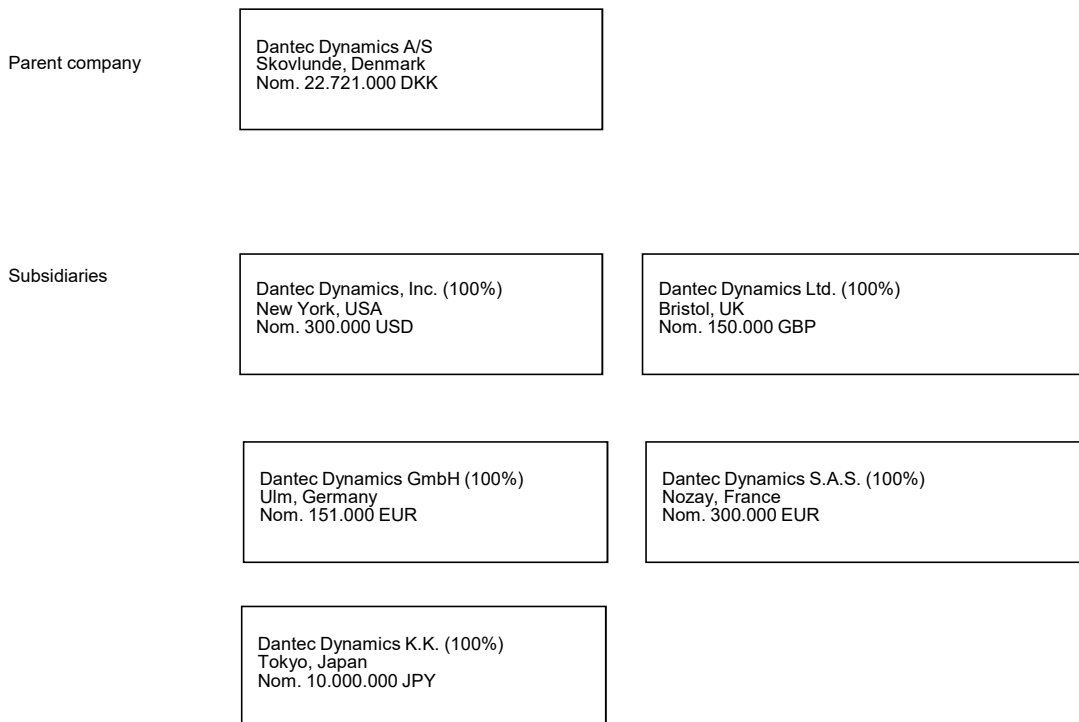 Parent company
Dantec Dynamics A/S
Skovlunde, Denmark
Nom. 22.721.000 DKK
Subsidiaries
Dantec Dynamics, Inc. (100%)
New York, USA
Nom. 300.000 USD
Dantec Dynamics Ltd. (100%)
Bristol, UK
Nom. 150.000 GBP
Dantec Dynamics GmbH (100%)
Ulm, Germany
Nom. 151.000 EUR
Dantec Dynamics S.A.S. (100%)
Nozay, France
Nom. 300.000 EUR
Dantec Dynamics K.K. (100%)
Tokyo, Japan
Nom. 10.000.000 JPY